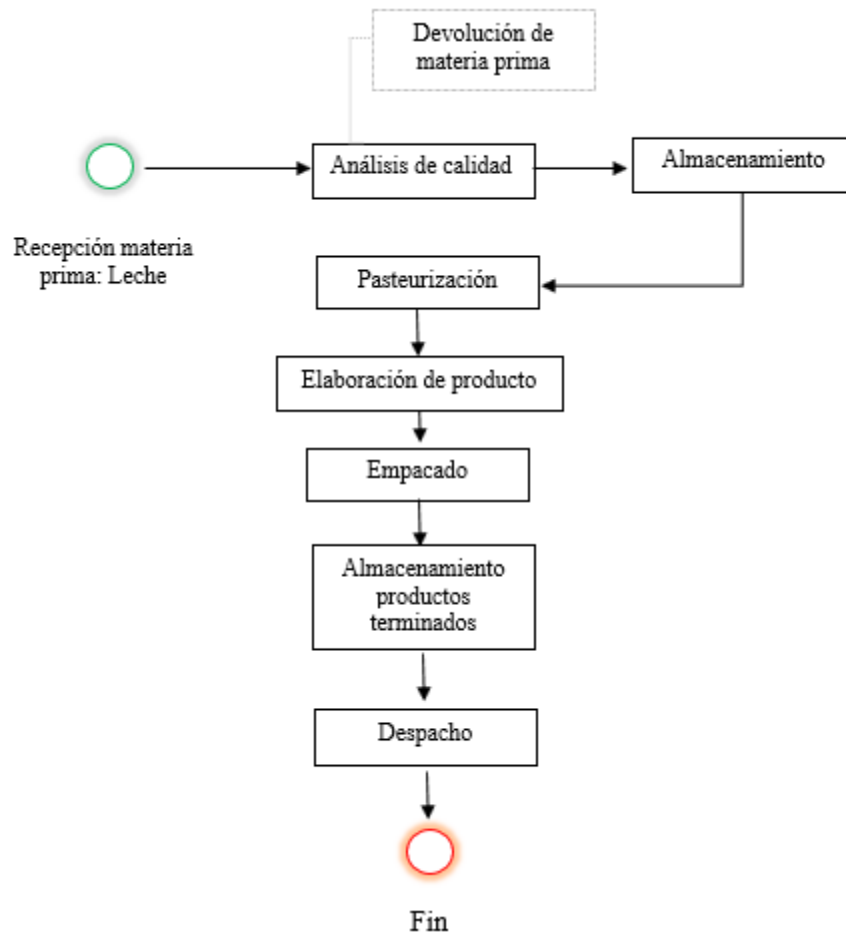 Devolución de
materia prima
Análisis de calidad
Almacenamiento
Recepción materia
prima: Leche
Pasteurización
Elaboración de producto
Empacado
Almacenamiento
productos
terminados
Despacho
Fin